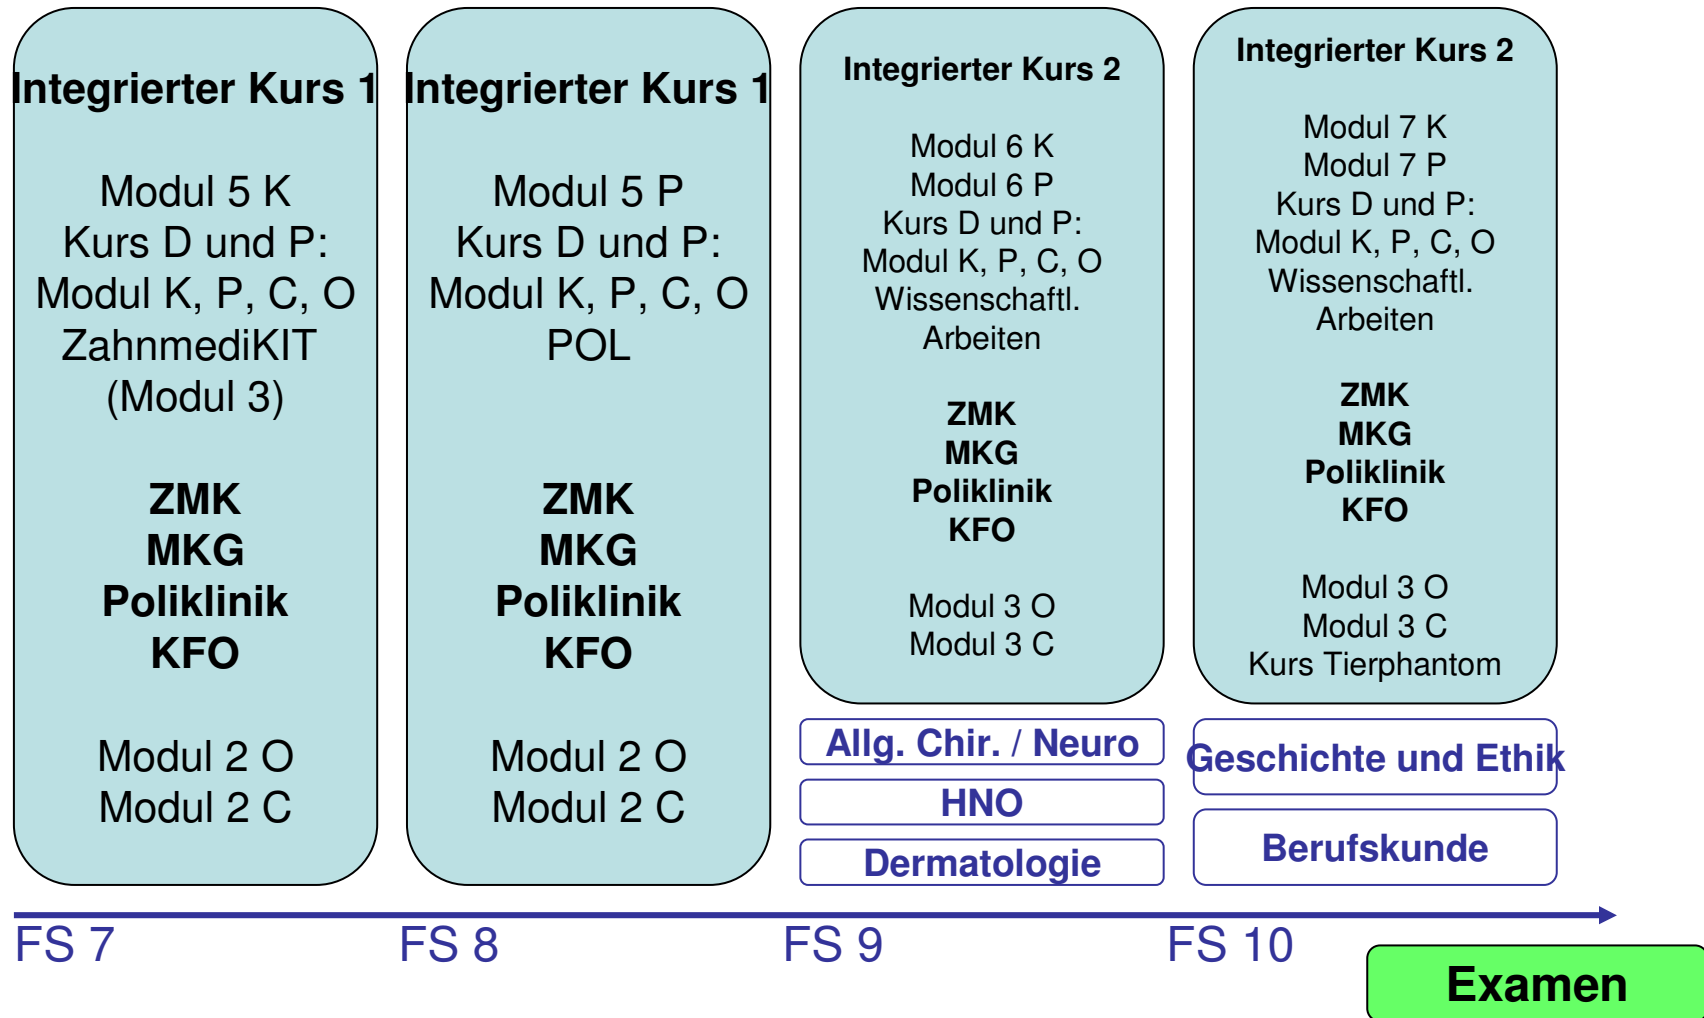 Integrierter Kurs 1
Modul 5 K
Kurs D und P:
Modul K, P, C, O
ZahnmediKIT
(Modul 3)
ZMK
MKG
Poliklinik
KFO
Modul 2 O
Modul 2 C
Integrierter Kurs 1
Modul 5 P
Kurs D und P:
Modul K, P, C, O
POL
ZMK
MKG
Poliklinik
KFO
Modul 2 O
Modul 2 C
Integrierter Kurs 2
Modul 6 K
Modul 6 P
Kurs D und P:
Modul K, P, C, O
Wissenschaftl.
Arbeiten
ZMK
MKG
Poliklinik
KFO
Modul 3 O
Modul 3 C
Allg. Chir. / Neuro
HNO
Dermatologie
Integrierter Kurs 2
Modul 7 K
Modul 7 P
Kurs D und P:
Modul K, P, C, O
Wissenschaftl.
Arbeiten
ZMK
MKG
Poliklinik
KFO
Modul 3 O
Modul 3 C
Kurs Tierphantom
Geschichte und Ethik
Berufskunde
FS 7
FS 8
FS 9
FS 10
Examen